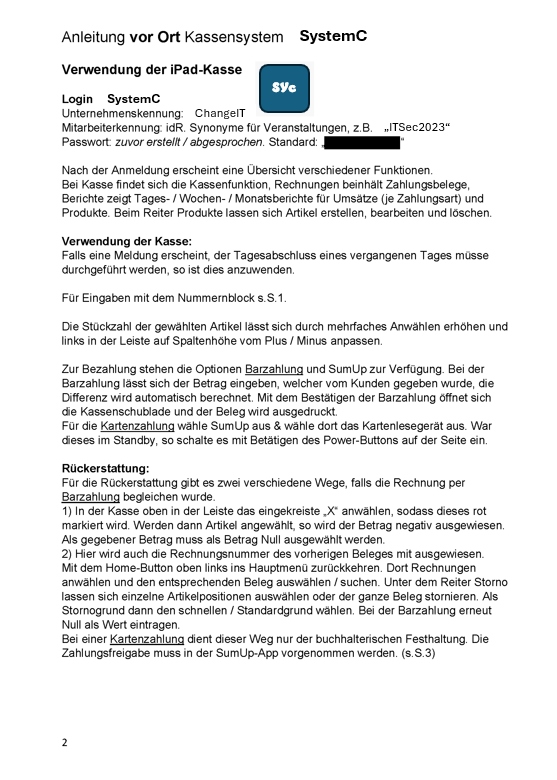 Anleitung vor Ort Kassensystem SystemC
Verwendung der iPad-Kasse
SYC
Login SystemC
Unternehmenskennung: ChangeIT
Mitarbeiterkennung: idR. Synonyme für Veranstaltungen, z.B. „ITSec2023“
Passwort: zuvor erstellt / abgesprochen. Standard: „ “
Nach der Anmeldung erscheint eine Übersicht verschiedener Funktionen.
Bei Kasse findet sich die Kassenfunktion, Rechnungen beinhält Zahlungsbelege,
Berichte zeigt Tages- / Wochen- / Monatsberichte für Umsätze (je Zahlungsart) und
Produkte. Beim Reiter Produkte lassen sich Artikel erstellen, bearbeiten und löschen.
Verwendung der Kasse:
Falls eine Meldung erscheint, der Tagesabschluss eines vergangenen Tages müsse
durchgeführt werden, so ist dies anzuwenden.
Für Eingaben mit dem Nummernblock s.S.1.
Die Stückzahl der gewählten Artikel lässt sich durch mehrfaches Anwählen erhöhen und
links in der Leiste auf Spaltenhöhe vom Plus / Minus anpassen.
Zur Bezahlung stehen die Optionen Barzahlung und SumUp zur Verfügung. Bei der
Barzahlung lässt sich der Betrag eingeben, welcher vom Kunden gegeben wurde, die
Differenz wird automatisch berechnet. Mit dem Bestätigen der Barzahlung öffnet sich
die Kassenschublade und der Beleg wird ausgedruckt.
Für die Kartenzahlung wähle SumUp aus & wähle dort das Kartenlesegerät aus. War
dieses im Standby, so schalte es mit Betätigen des Power-Buttons auf der Seite ein.
Rückerstattung:
Für die Rückerstattung gibt es zwei verschiedene Wege, falls die Rechnung per
Barzahlung beglichen wurde.
1) In der Kasse oben in der Leiste das eingekreiste „X“ anwählen, sodass dieses rot
markiert wird. Werden dann Artikel angewählt, so wird der Betrag negativ ausgewiesen.
Als gegebener Betrag muss als Betrag Null ausgewählt werden.
2) Hier wird auch die Rechnungsnummer des vorherigen Beleges mit ausgewiesen.
Mit dem Home-Button oben links ins Hauptmenü zurückkehren. Dort Rechnungen
anwählen und den entsprechenden Beleg auswählen / suchen. Unter dem Reiter Storno
lassen sich einzelne Artikelpositionen auswählen oder der ganze Beleg stornieren. Als
Stornogrund dann den schnellen / Standardgrund wählen. Bei der Barzahlung erneut
Null als Wert eintragen.
Bei einer Kartenzahlung dient dieser Weg nur der buchhalterischen Festhaltung. Die
Zahlungsfreigabe muss in der SumUp-App vorgenommen werden. (s.S.3)
2